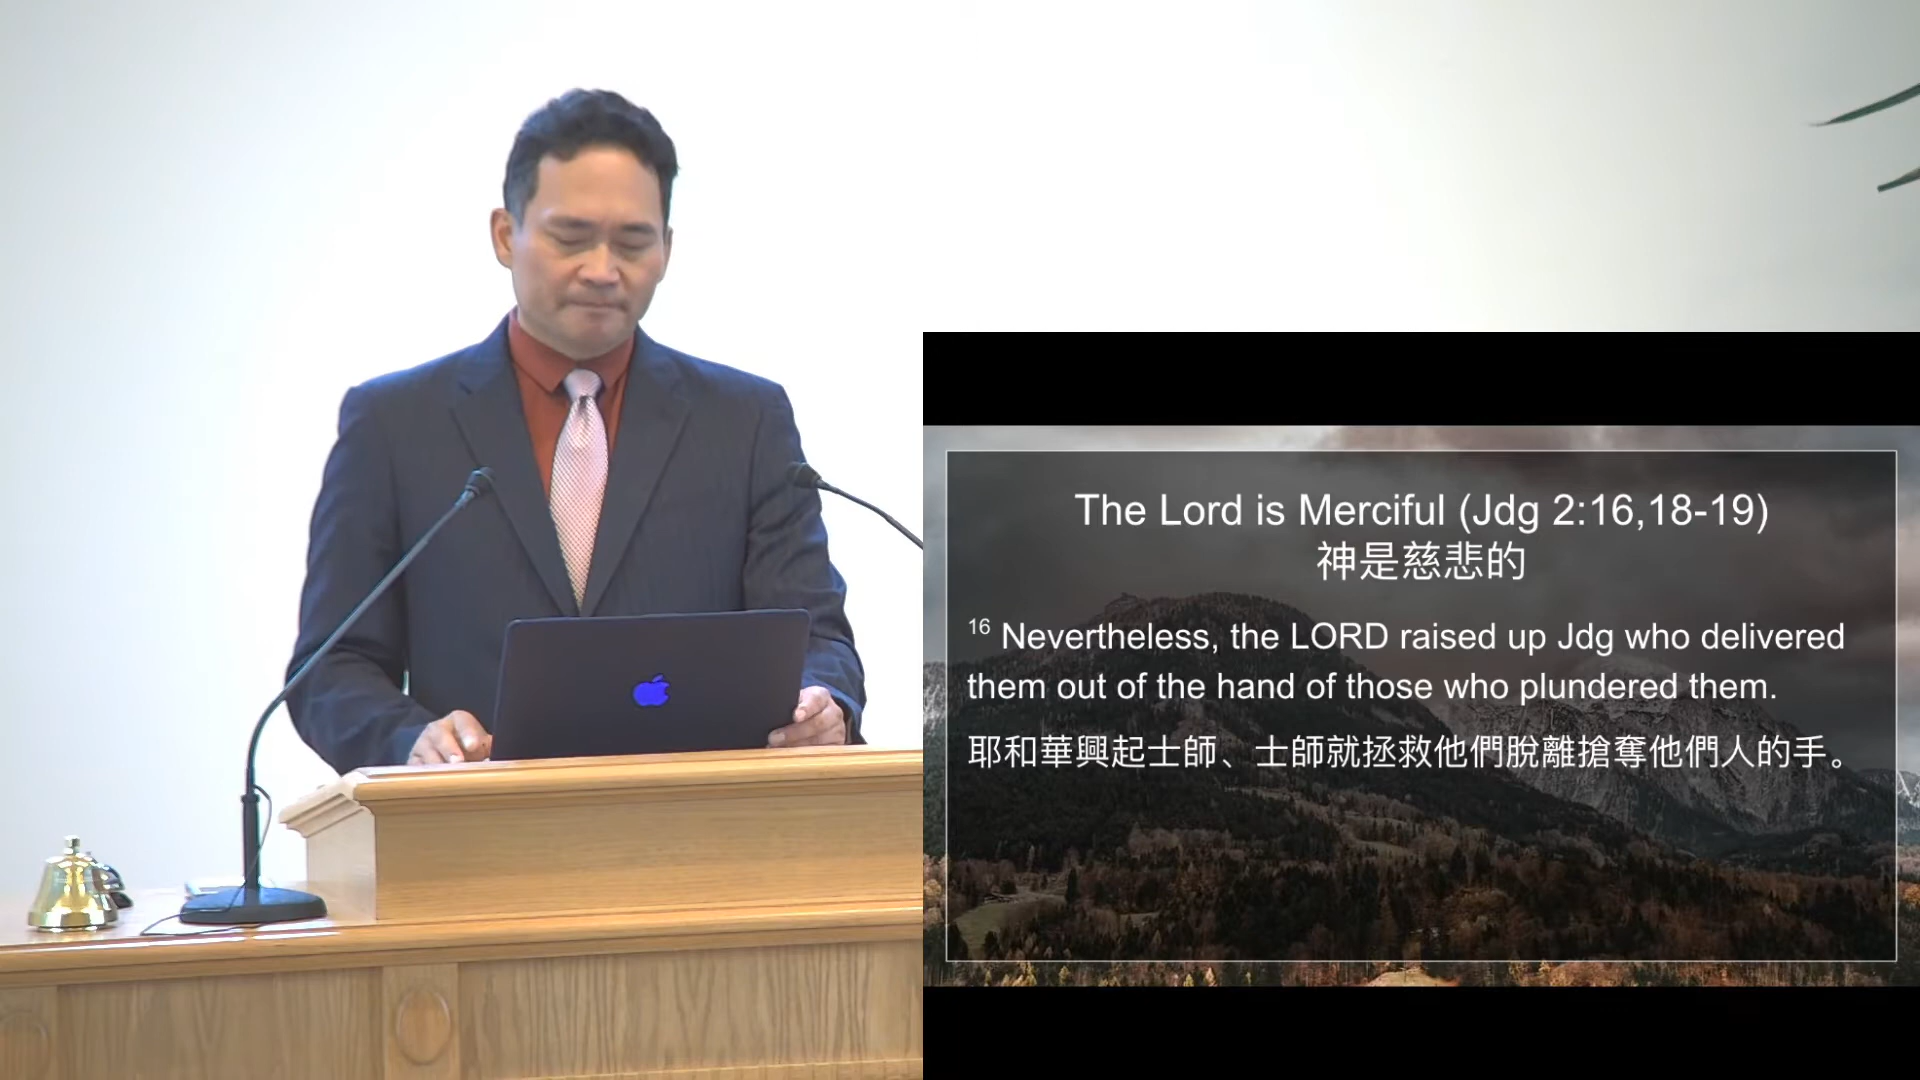 The Lord is Merciful (Jdg 2:16,18-19)
神是慈悲的
16 Nevertheless, the LORD raised up Jdg who delivered
them out of the hand of those who plundered them.
耶和華興起士師、士師就拯救他們脫離搶奪他們人的手。